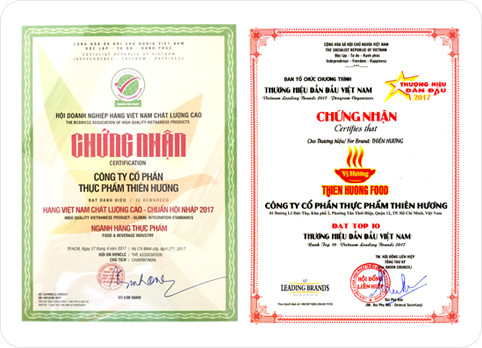 CỘNG HÒA XÃ HỘI CHỦ NGHĨA VIỆT NAM
ĐỘC LẬP - TỰ DO - HẠNH PHÚC
SOCIALIST REPUBLIC OF VIETNAM
INDEPENDENCE - FREEDOM - HAPPINESS
HỘI DOANH NGHIỆP HÀNG VIỆT NAM CHẤT LƯỢNG CAO
THE BUSINESS ASSOCIATION OF HIGH QUALITY VIETNAMESE PRODUCTS
CHỨNG NHẬN
CERTIFICATION
CÔNG TY CỔ PHẦN
THỰC PHẨM THIÊN HƯƠNG
ĐẠT DANH HIỆU / IS REWARDED
HÀNG VIỆT NAM CHẤT LƯỢNG CAO - CHUẨN HỘI NHẬP 2017
HIGH QUALITY VIETNAMESE PRODUCT - GLOBAL INTEGRATION STANDARDS
NGÀNH HÀNG THỰC PHẨM
FOOD & BEVERAGE INDUSTRY
TP.HCM, Ngày 27 tháng 4 năm 2017 / Ho Chi Minh city, April 27th, 2017
HỘI DN HVNCLC / THE ASSOCIATION
CHỦ TỊCH / CHAIRWOMAN
VŨ KIM HẠNH
CỘNG HÒA XÃ HỘI CHỦ NGHĨA VIỆT NAM
THE SOCIALIST REPUBLIC OF VIETNAM
Độc lập - Tự do - Hạnh phúc
Independence - Freedom - Happiness
BAN TỔ CHỨC CHƯƠNG TRÌNH
THƯƠNG HIỆU DẪN ĐẦU VIỆT NAM
Vietnam Leading Brands 2017 - Program Organizers
THƯƠNG HIỆU
DẪN ĐẦU
2017
CHỨNG NHẬN
Certifies that
Cho Thương hiệu/ For Brand: THIÊN HƯƠNG
Vị Hương
THIEN HUONG FOOD
CÔNG TY CỔ PHẦN THỰC PHẨM THIÊN HƯƠNG
01 Đường Lê Đức Thọ, Khu phố 2, Phường Tân Thới Hiệp, Quận 12, TP. Hồ Chí Minh, Việt Nam
ĐẠT TOP 10
THƯƠNG HIỆU DẪN ĐẦU VIỆT NAM
Rank Top 10 - Vietnam Leading Brands 2017
TM. HỘI ĐỒNG LIÊN HIỆP
TỔNG THƯ KÝ
LEADING BRANDS
HỘI ĐỒNG
LIÊN HIỆP